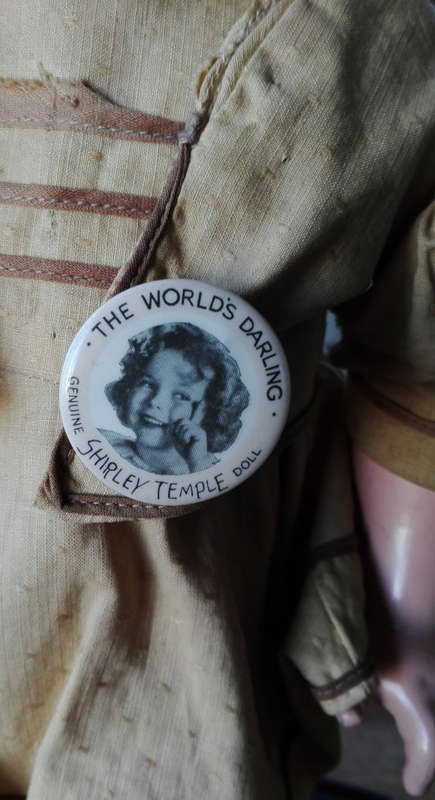 · THE WORLD'S DARLING ·
GENUINE
SHIRLEY TEMPLE
DOLL